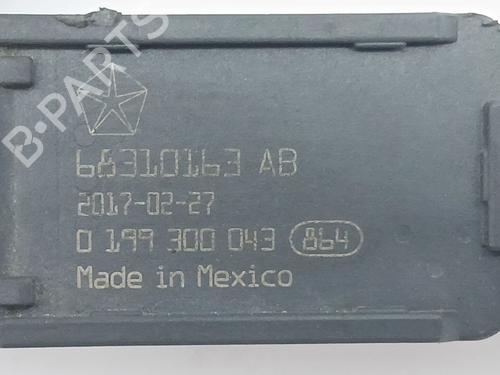 B-PARTS
68310163 AB
2017-02-27
0 199 300 043 864
Made in Mexico